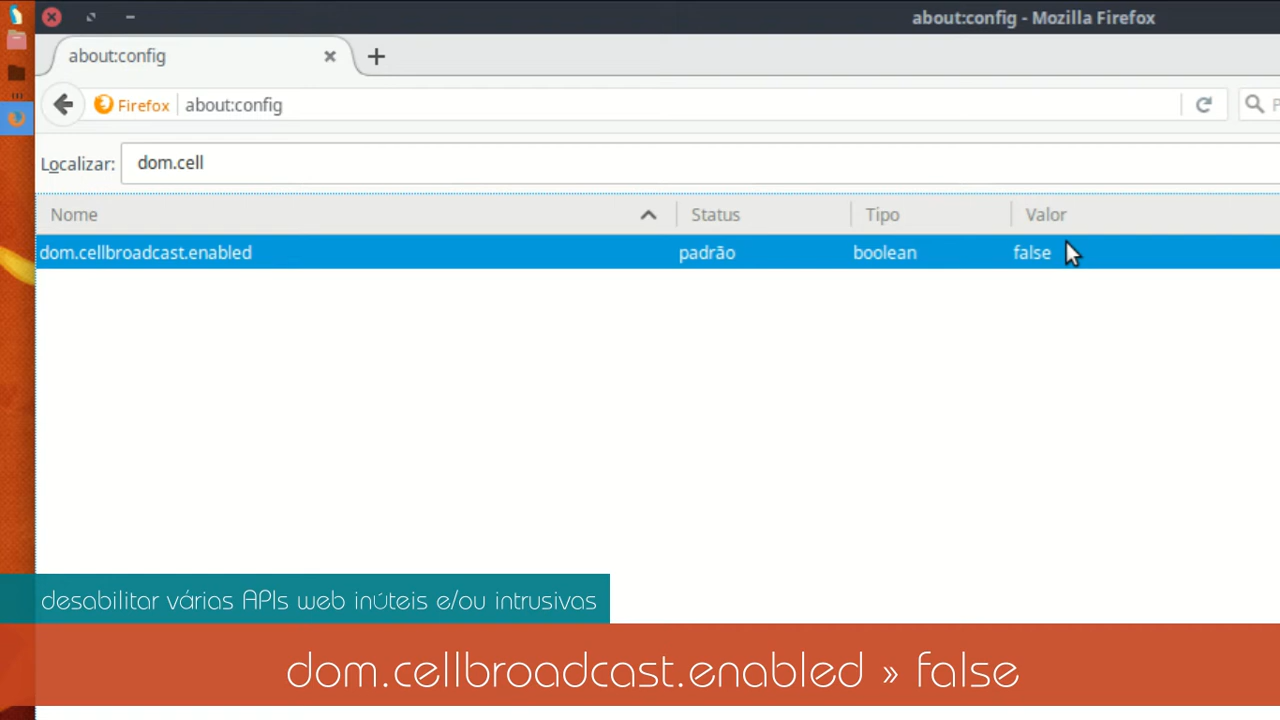 about:config - Mozilla Firefox
about:config
Firefox about:config
Localizar: dom.cell
Nome Status Tipo Valor
dom.cellbroadcast.enabled padrão boolean false
desabilitar várias APIs web inúteis e/ou intrusivas
dom.cellbroadcast.enabled » false